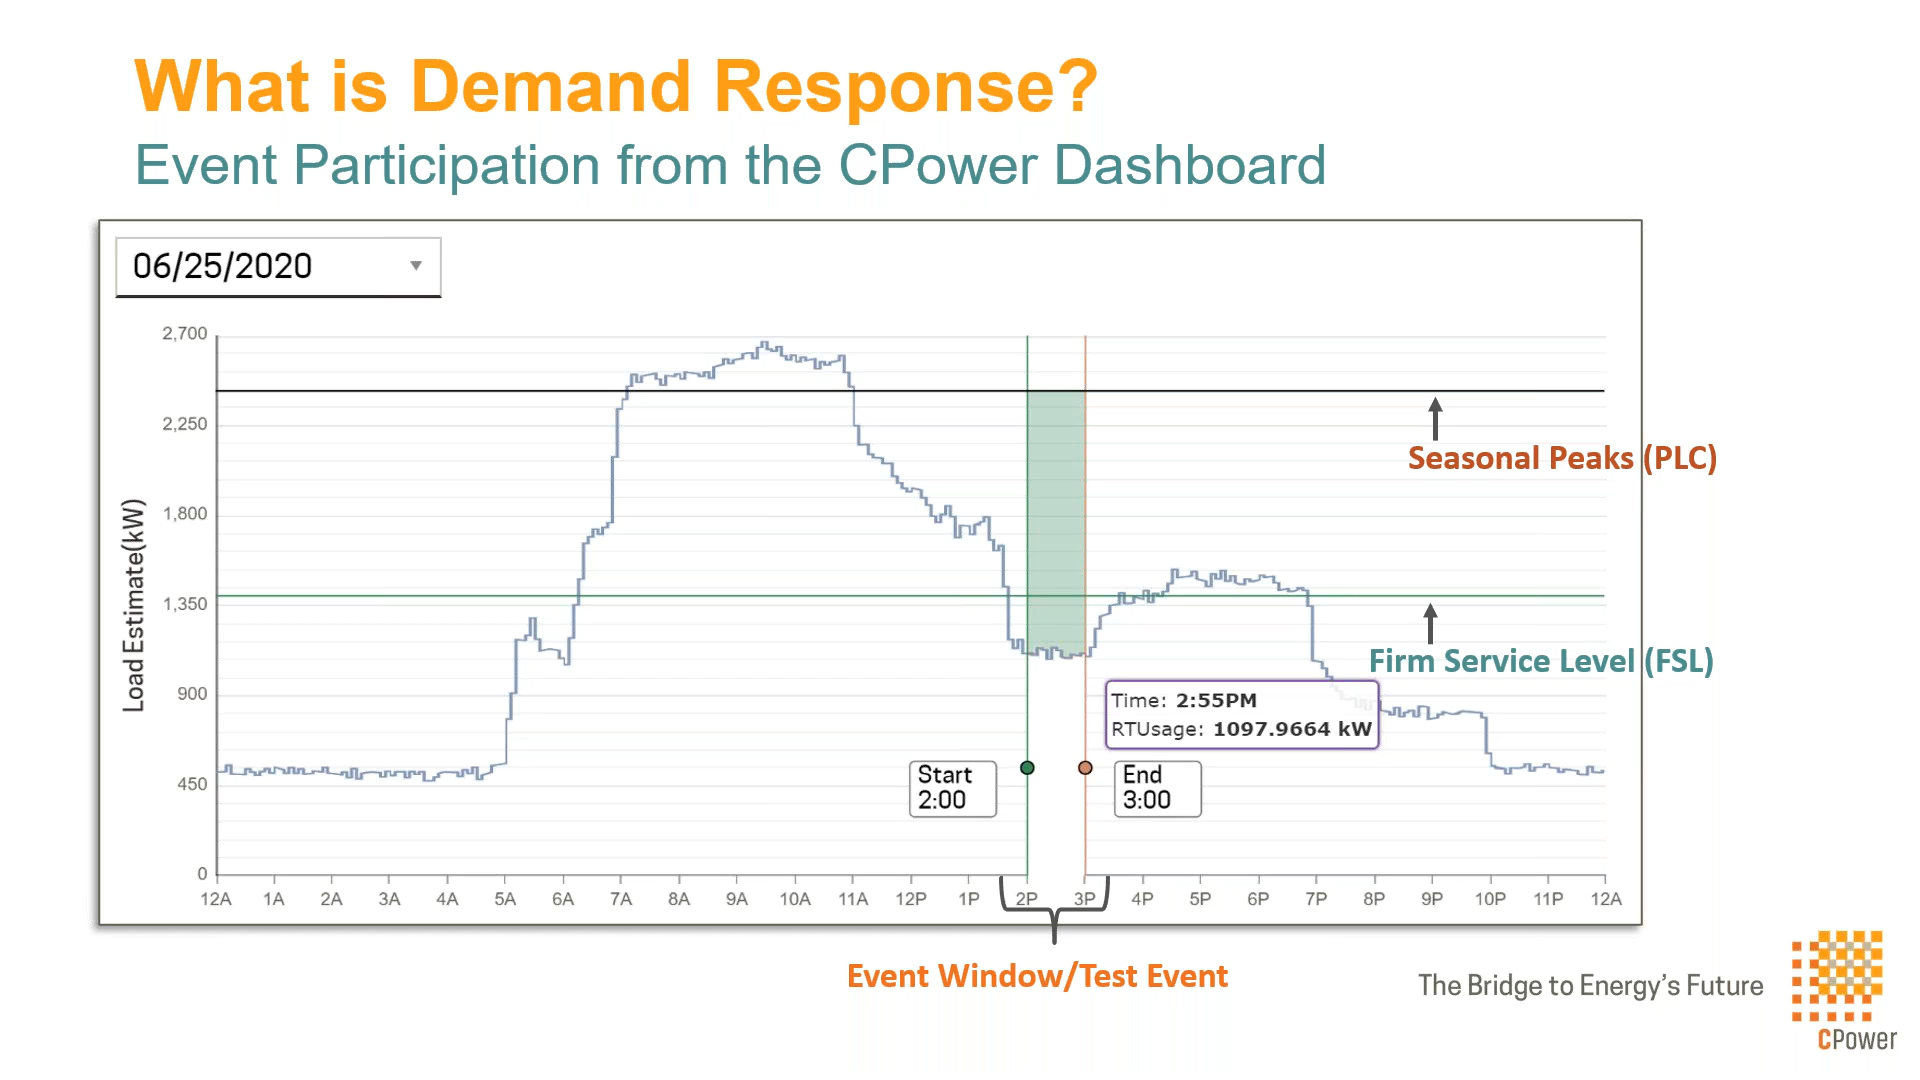 What is Demand Response?
Event Participation from the CPower Dashboard
06/25/2020
2,700
2,250
1,800
1,350
900
450
0
Load Estimate(kW)
Seasonal Peaks (PLC)
Firm Service Level (FSL)
Time: 2:55PM
RTUsage: 1097.9664 kW
Start
2:00
End
3:00
12A 1A 2A 3A 4A 5A 6A 7A 8A 9A 10A 11A 12P 1P 2P 3P 4P 5P 6P 7P 8P 9P 10P 11P 12A
Event Window/Test Event
The Bridge to Energy's Future
CPower